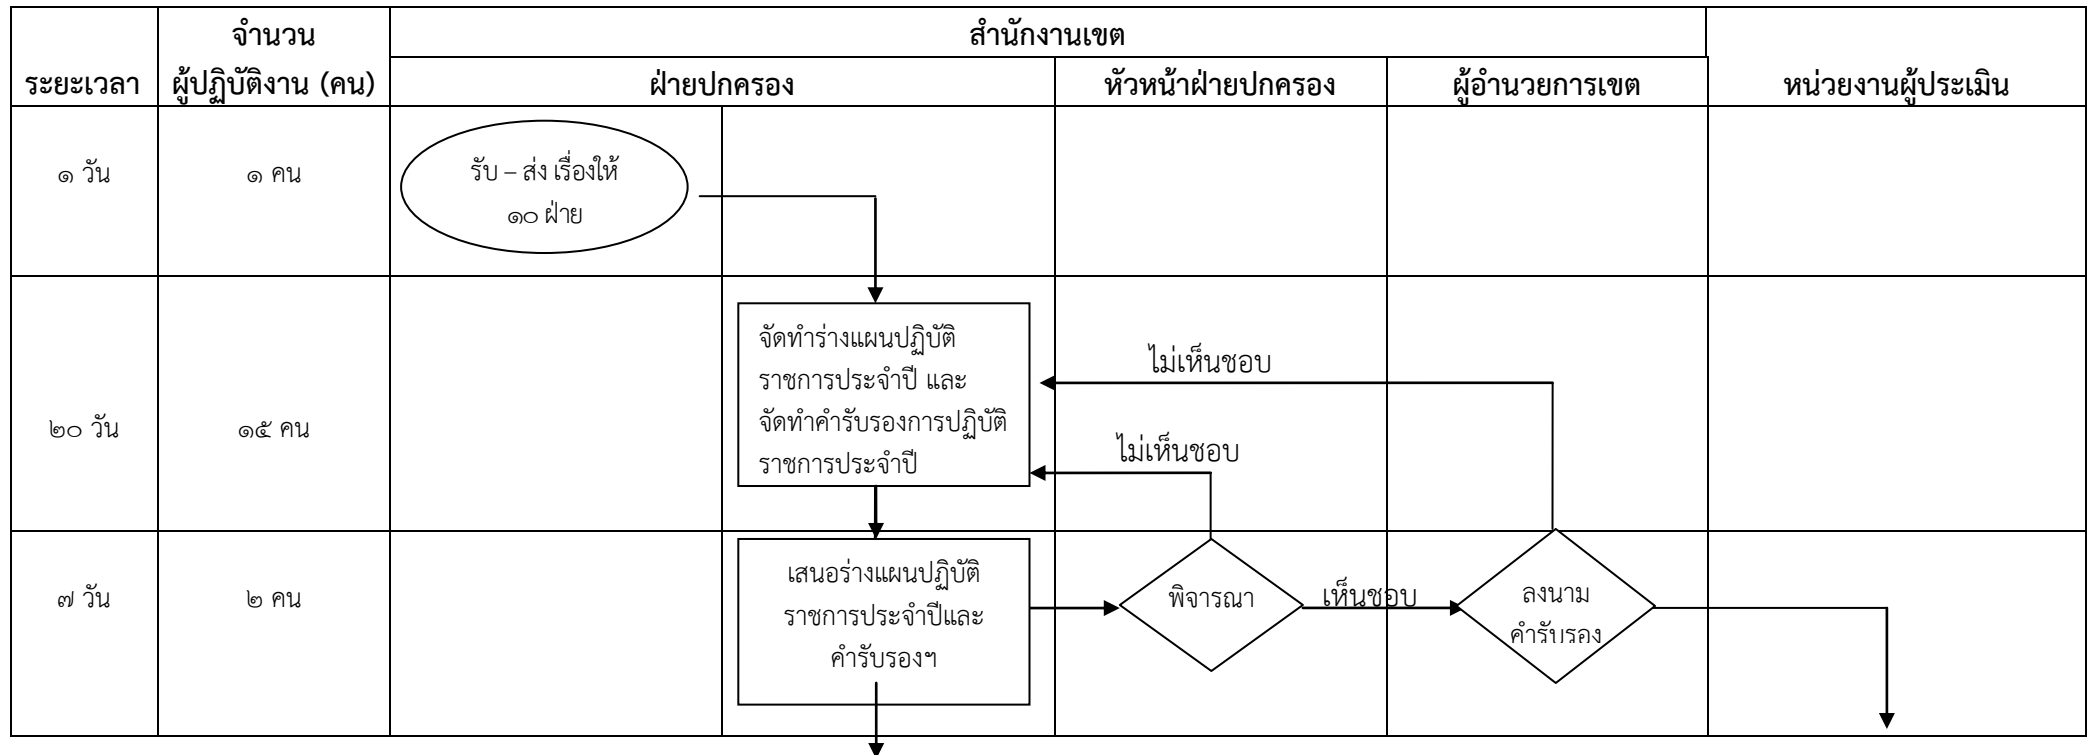 จำนวน
สำนักงานเขต
ระยะเวลา
ผู้ปฏิบัติงาน (คน)
ฝ่ายปกครอง
หัวหน้าฝ่ายปกครอง
ผู้อำนวยการเขต
หน่วยงานผู้ประเมิน
๑ วัน
๑ คน
รับ – ส่ง เรื่องให้
๑๐ ฝ่าย
๒๐ วัน
๑๕ คน
จัดทำร่างแผนปฏิบัติ
ราชการประจำปี และ
จัดทำคำรับรองการปฏิบัติ
ราชการประจำปี
ไม่เห็นชอบ
ไม่เห็นชอบ
๗ วัน
๒ คน
เสนอร่างแผนปฏิบัติ
ราชการประจำปีและ
คำรับรองฯ
พิจารณา
เห็นชอบ
ลงนาม
คำรับรอง